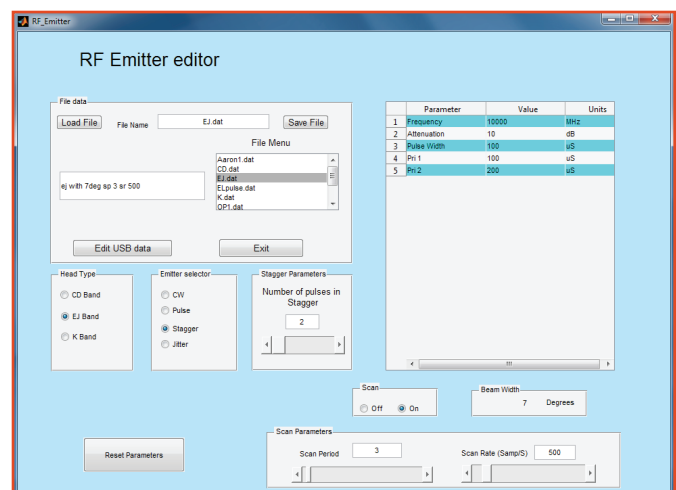 RF_Emitter
RF Emitter editor
File data
Load File
File Name
EJ.dat
Save File
File Menu
ej with 7deg sp 3 sr 500
Aaron1.dat
CD.dat
EJ.dat
ELpulse.dat
K.dat
OP1.dat
Edit USB data
Exit
Parameter Value Units
1 Frequency 10000 MHz
2 Attenuation 10 dB
3 Pulse Width 100 uS
4 Pri 1 100 uS
5 Pri 2 200 uS
Head Type
CD Band
EJ Band
K Band
Emitter selector
CW
Pulse
Stagger
Jitter
Stagger Parameters
Number of pulses in
Stagger
2
Scan
Off On
Beam Width
7 Degrees
Reset Parameters
Scan Parameters
Scan Period 3
Scan Rate (Samp/S) 500